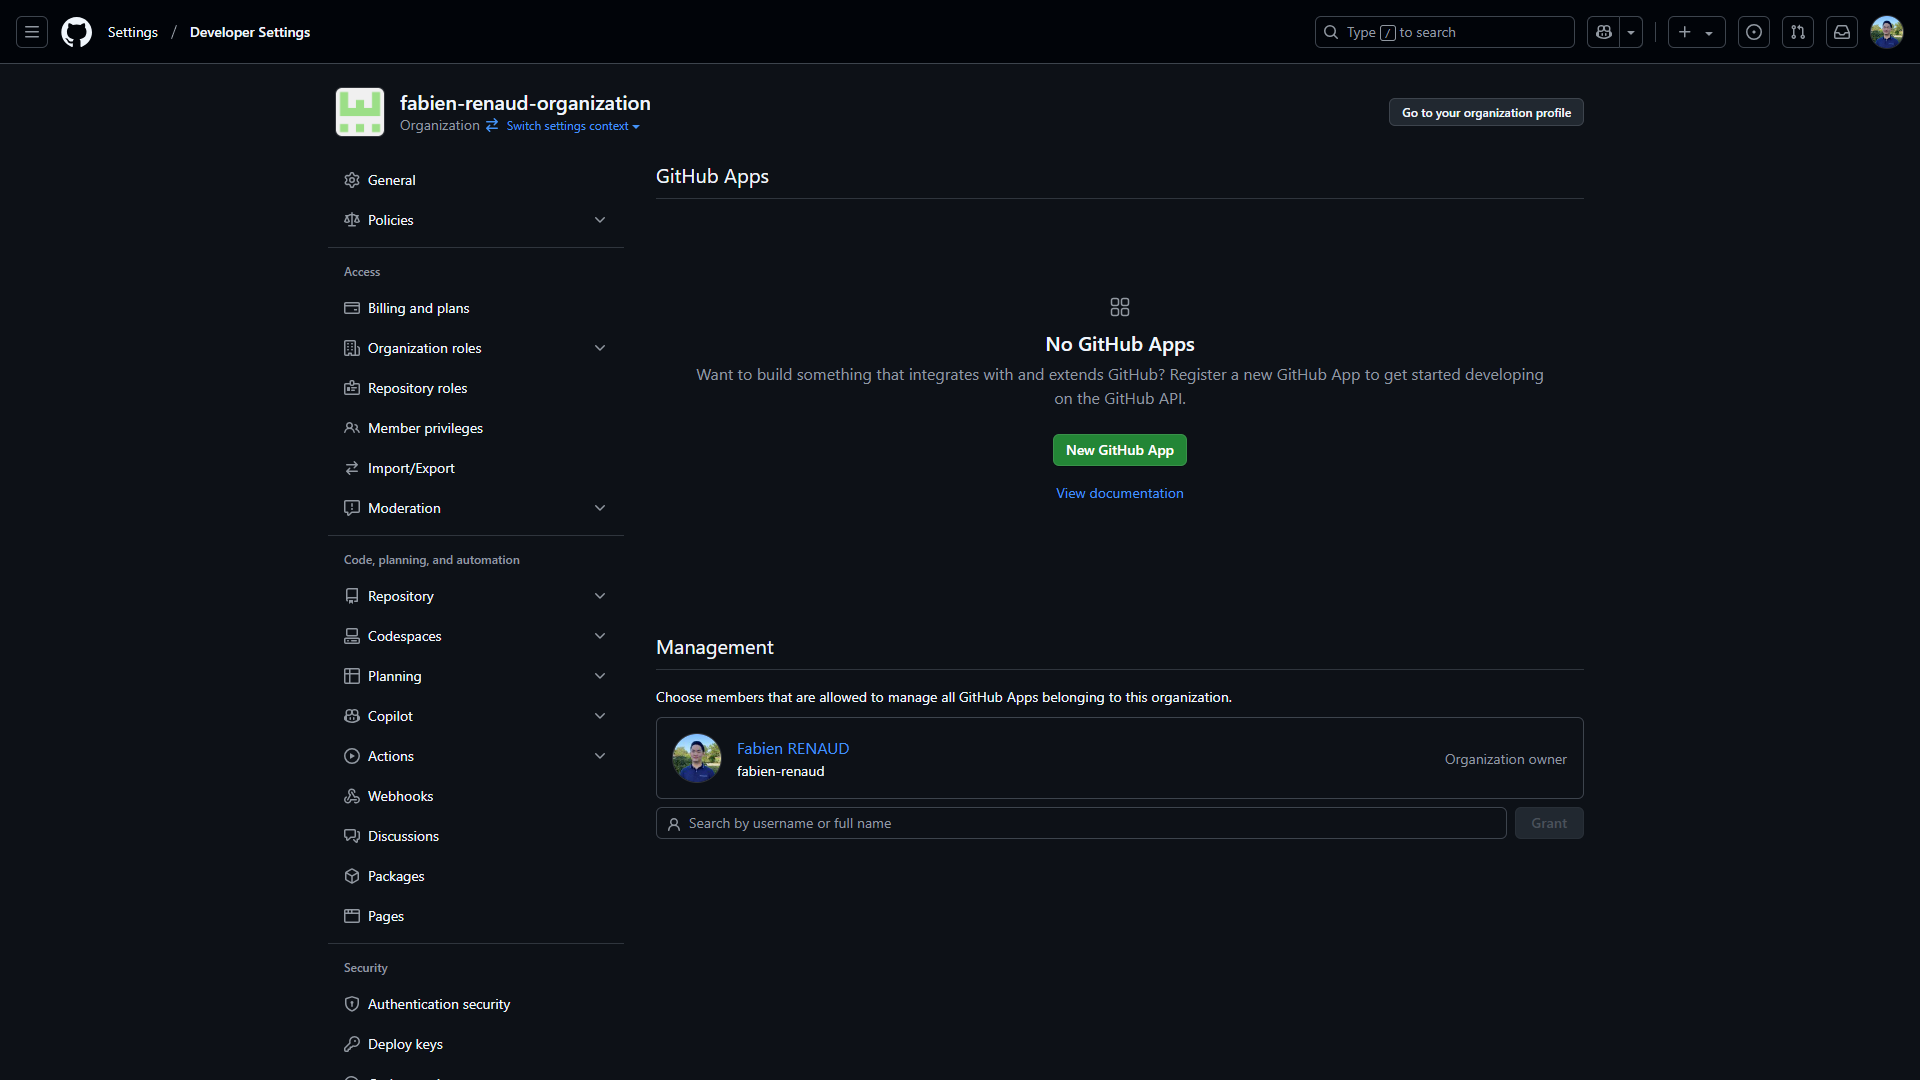 Settings / Developer Settings
Type / to search
fabien-renaud-organization
Organization Switch settings context
Go to your organization profile
General
Policies
Access
Billing and plans
Organization roles
Repository roles
Member privileges
Import/Export
Moderation
Code, planning, and automation
Repository
Codespaces
Planning
Copilot
Actions
Webhooks
Discussions
Packages
Pages
Security
Authentication security
Deploy keys
GitHub Apps
No GitHub Apps
Want to build something that integrates with and extends GitHub? Register a new GitHub App to get started developing
on the GitHub API.
New GitHub App
View documentation
Management
Choose members that are allowed to manage all GitHub Apps belonging to this organization.
Fabien RENAUD
fabien-renaud
Organization owner
Search by username or full name
Grant